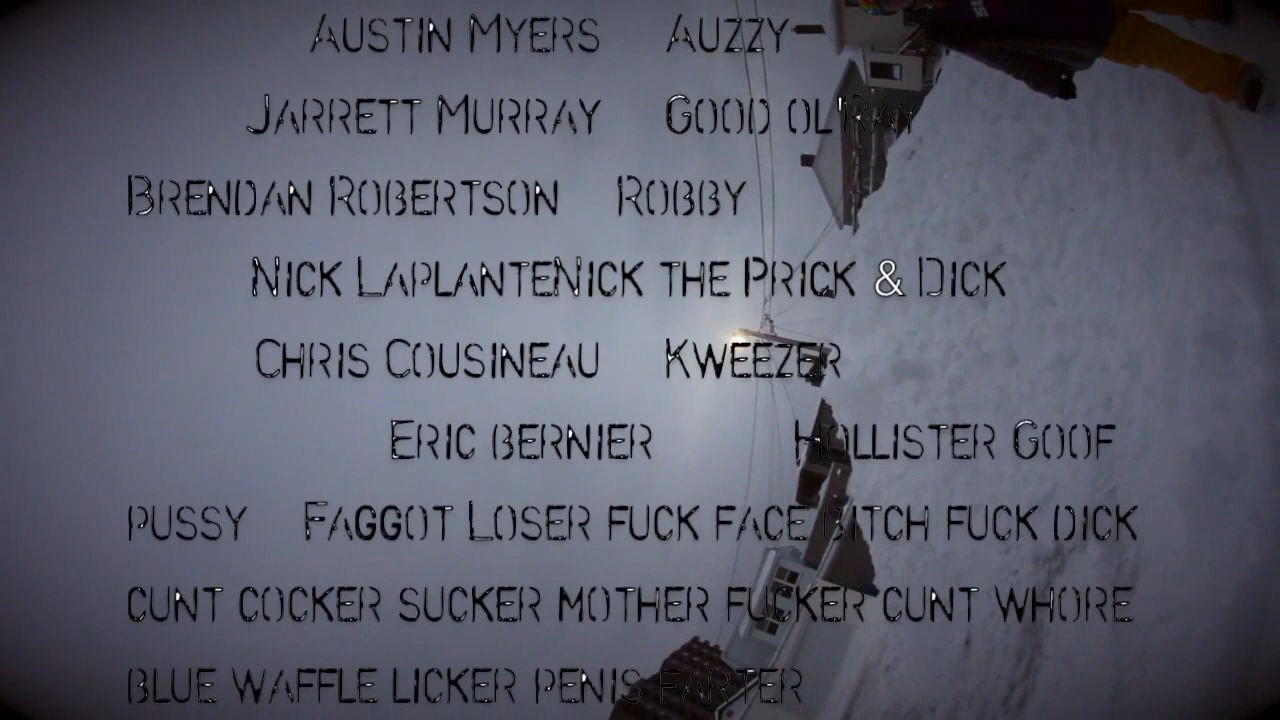 Austin Myers Auzzy
Jarrett Murray Good ol'Ray
Brendan Robertson Robby
Nick LaplanteNick the Prick & Dick
Chris Cousineau Kweezer
Eric bernier Hollister Goof
pussy Faggot Loser fuck face bitch fuck dick
cunt cocker sucker mother fucker cunt whore
blue waffle licker penis farter